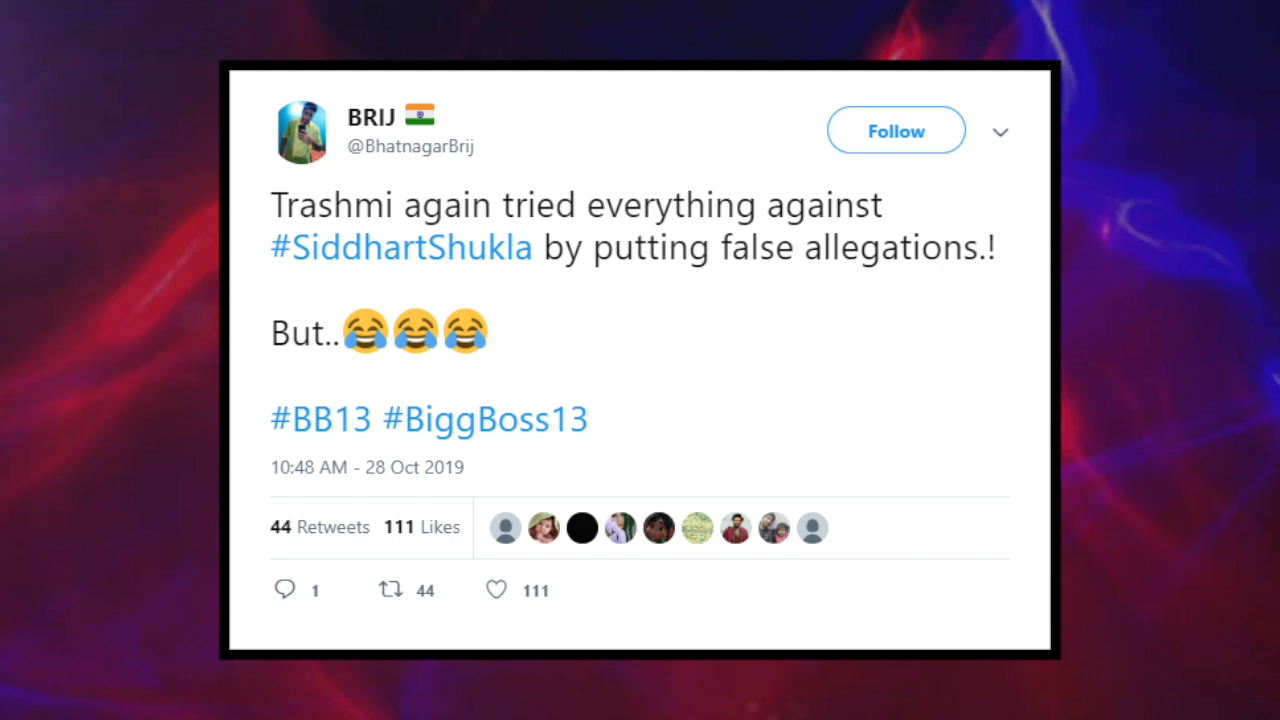 BRIJ 🇮🇳
@BhatnagarBrij
Follow
Trashmi again tried everything against
#SiddhartShukla by putting false allegations.!
But..😂😂😂
#BB13 #BiggBoss13
10:48 AM - 28 Oct 2019
44 Retweets 111 Likes
1 44 111